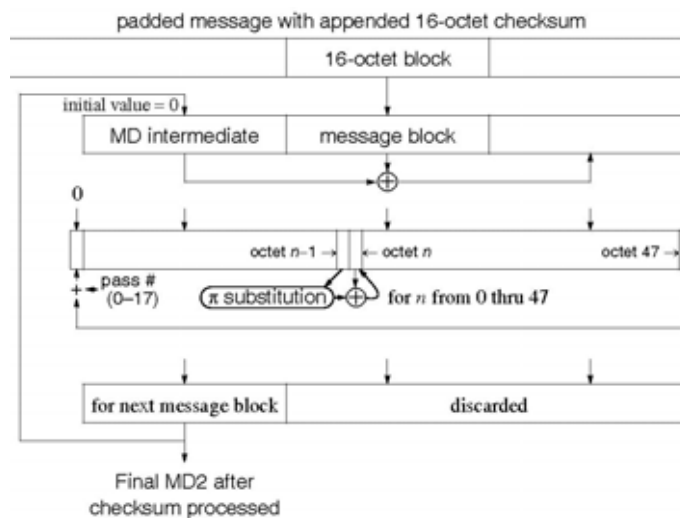 padded message with appended 16-octet checksum
16-octet block
initial value = 0
MD intermediate
message block
0
octet n–1
octet n
octet 47
pass #
(0–17)
π substitution
for n from 0 thru 47
for next message block
discarded
Final MD2 after
checksum processed